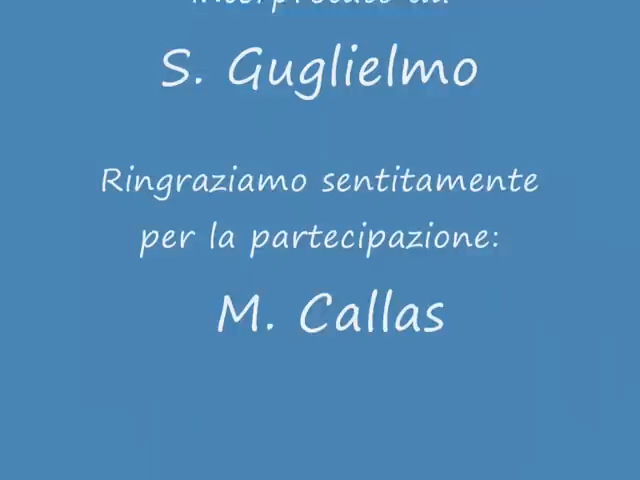 S. Guglielmo
Ringraziamo sentitamente
per la partecipazione:
M. Callas